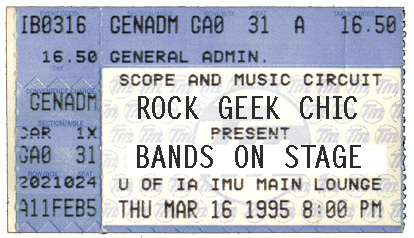 IB0316 GENADM GA0 31 A 16.50
16.50 GENERAL ADMIN.
SCOPE AND MUSIC CIRCUIT
GENADM ROCK GEEK CHIC
CAR 1X PRESENT
GA0 31 BANDS ON STAGE
2021024 U OF IA IMU MAIN LOUNGE
A11FEB5 THU MAR 16 1995 8:00 PM